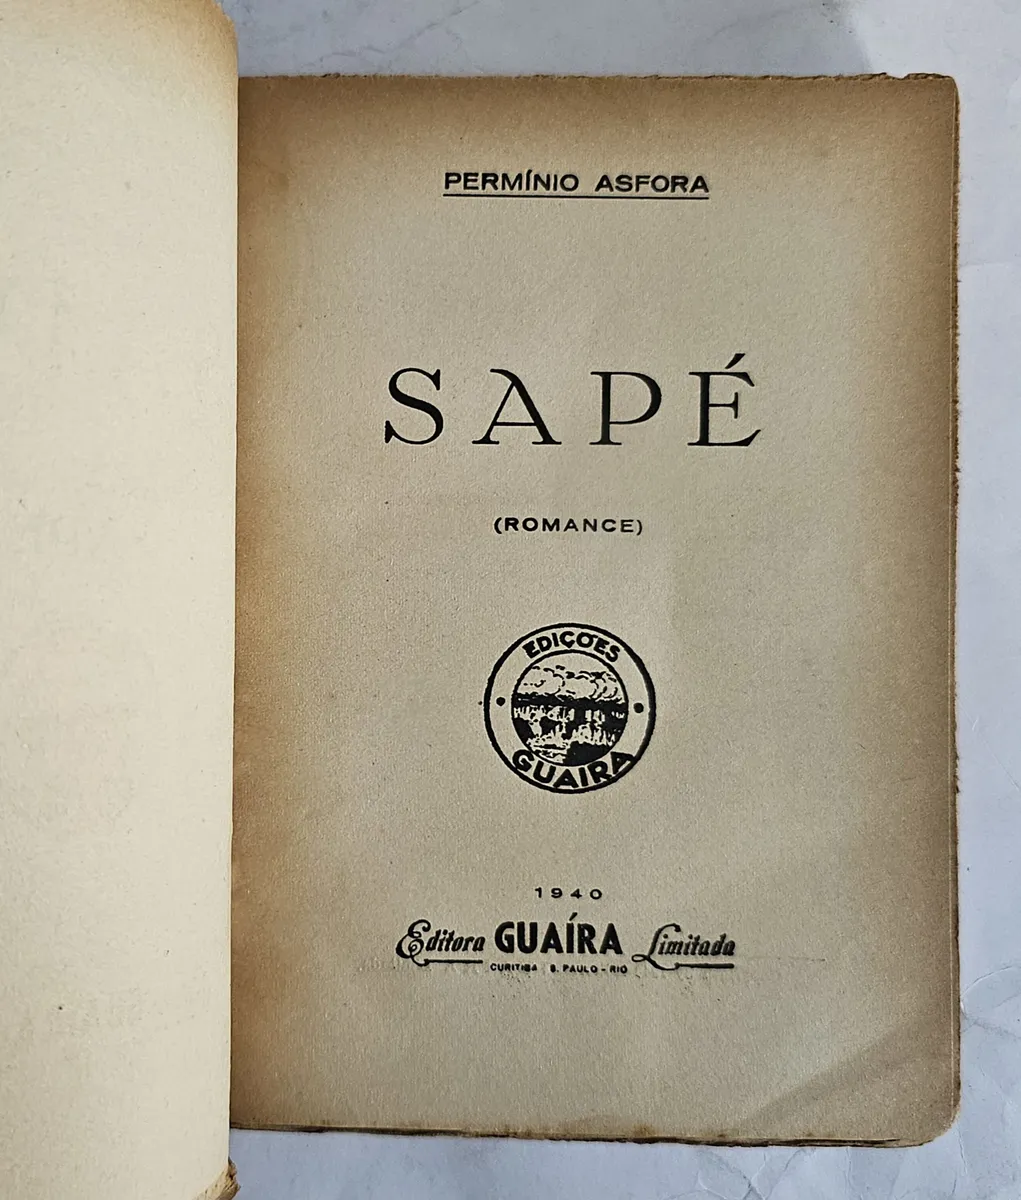 PERMÍNIO ASFORA
SAPÉ
(ROMANCE)
EDIÇÕES
GUAIRA
1940
Editora GUAÍRA Limitada
CURITIBA S. PAULO - RIO